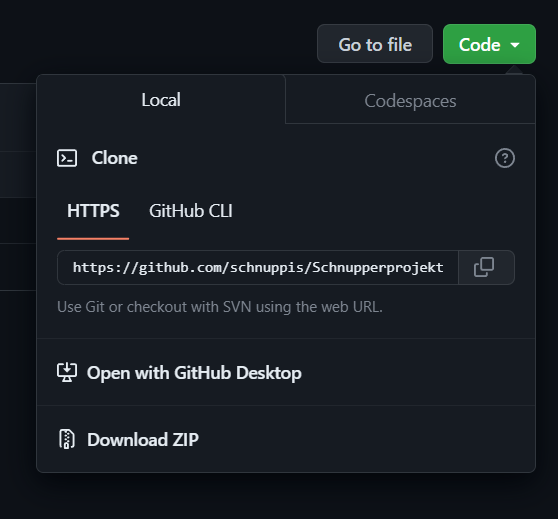 Go to file
Code
Local
Codespaces
Clone
HTTPS
GitHub CLI
https://github.com/schnuppis/Schnupperprojekt
Use Git or checkout with SVN using the web URL.
Open with GitHub Desktop
Download ZIP